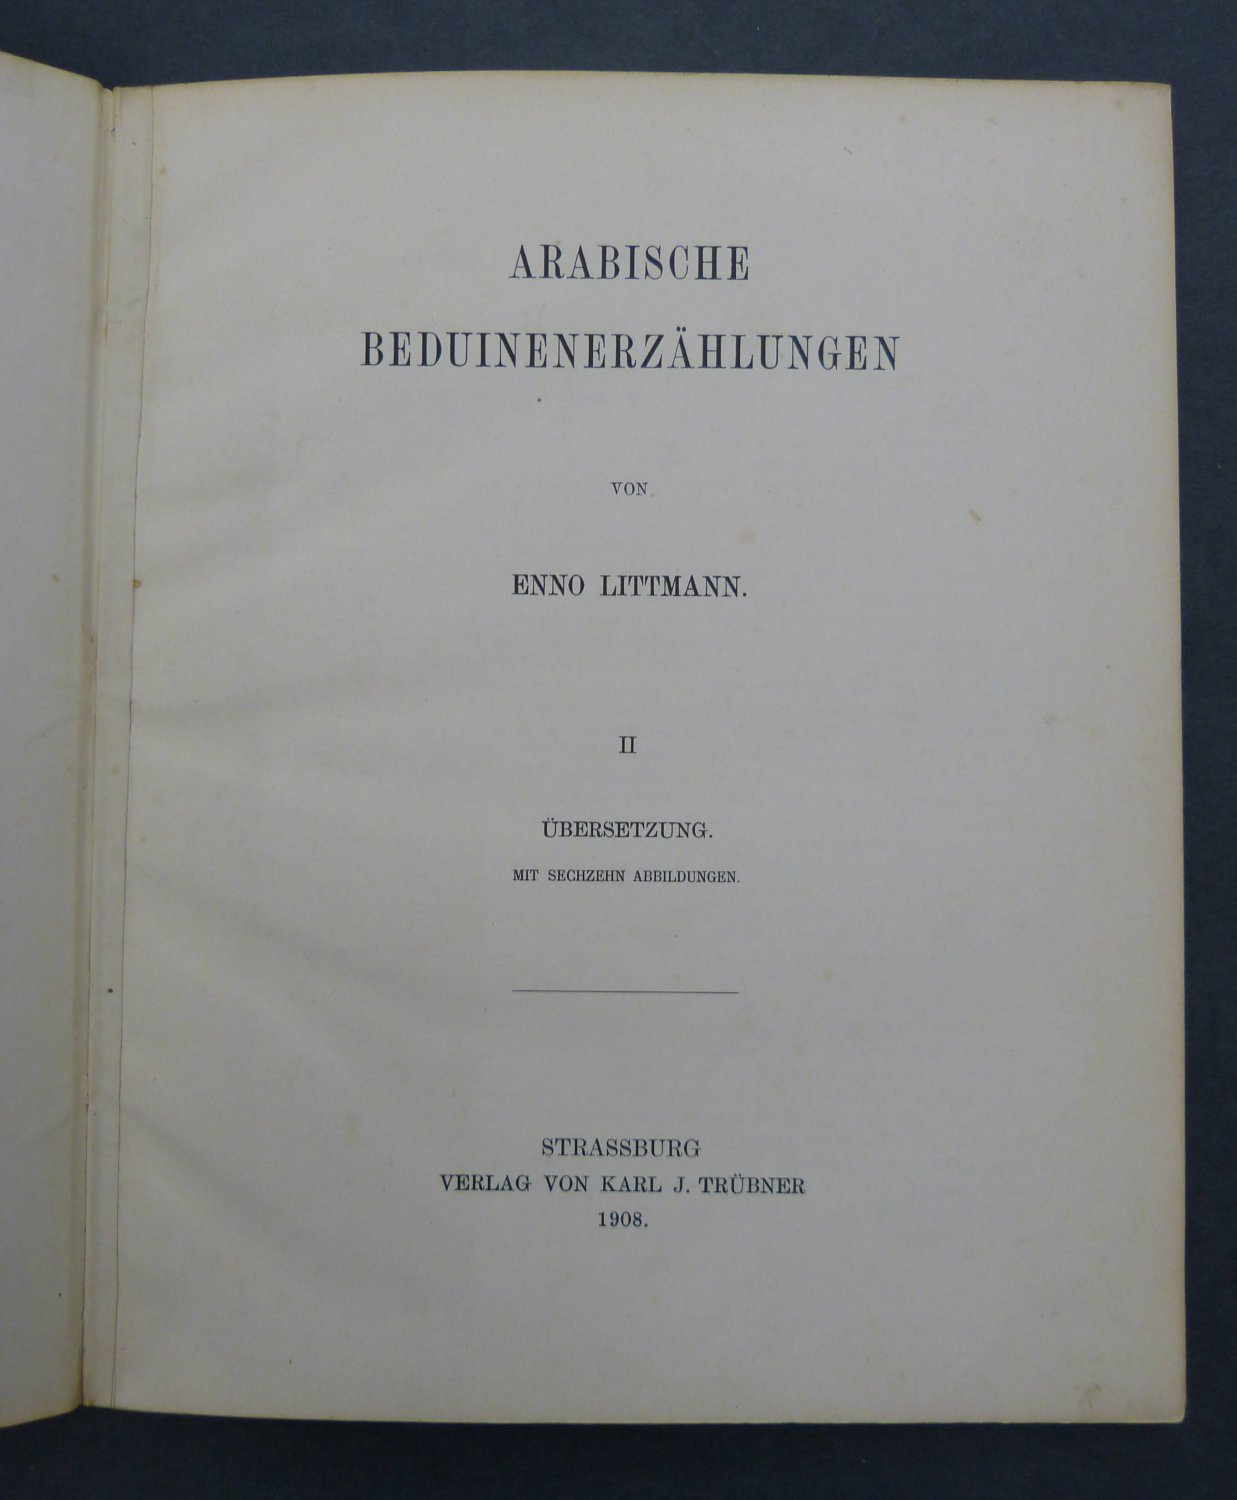 ARABISCHE
BEDUINENERZÄHLUNGEN
VON
ENNO LITTMANN.
II
ÜBERSETZUNG.
MIT SECHZEHN ABBILDUNGEN.
STRASSBURG
VERLAG VON KARL J. TRÜBNER
1908.